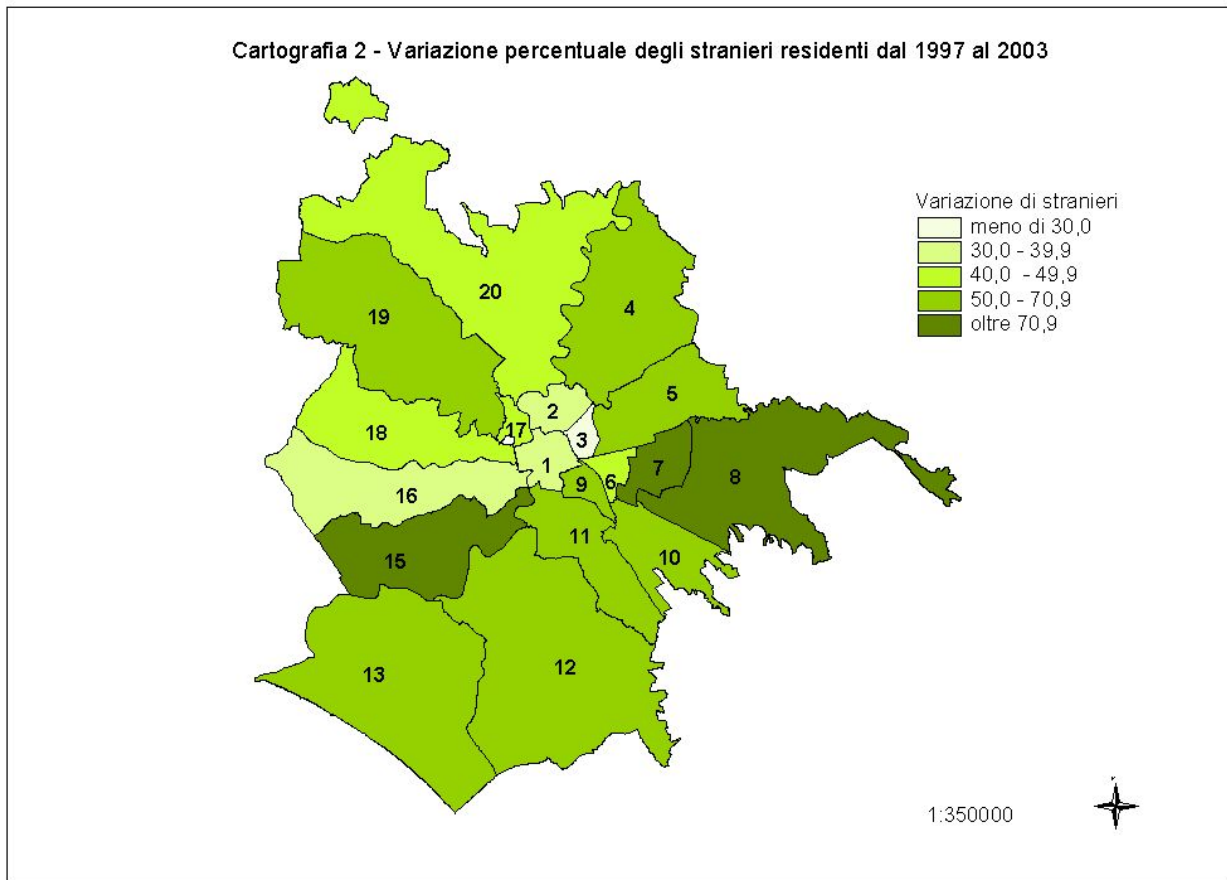 Cartografia 2 - Variazione percentuale degli stranieri residenti dal 1997 al 2003
Variazione di stranieri
meno di 30,0
30,0 - 39,9
40,0 - 49,9
50,0 - 70,9
oltre 70,9
20
4
19
5
2
17
3
18
1
7
8
9
6
16
11
10
15
13
12
1:350000